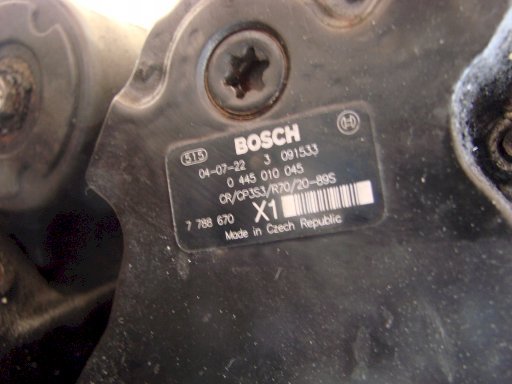 515 BOSCH
04-07-22 3 091533
0 445 010 045
CR/CP3S3/R70/20-89S
7 788 670 X1
Made in Czech Republic